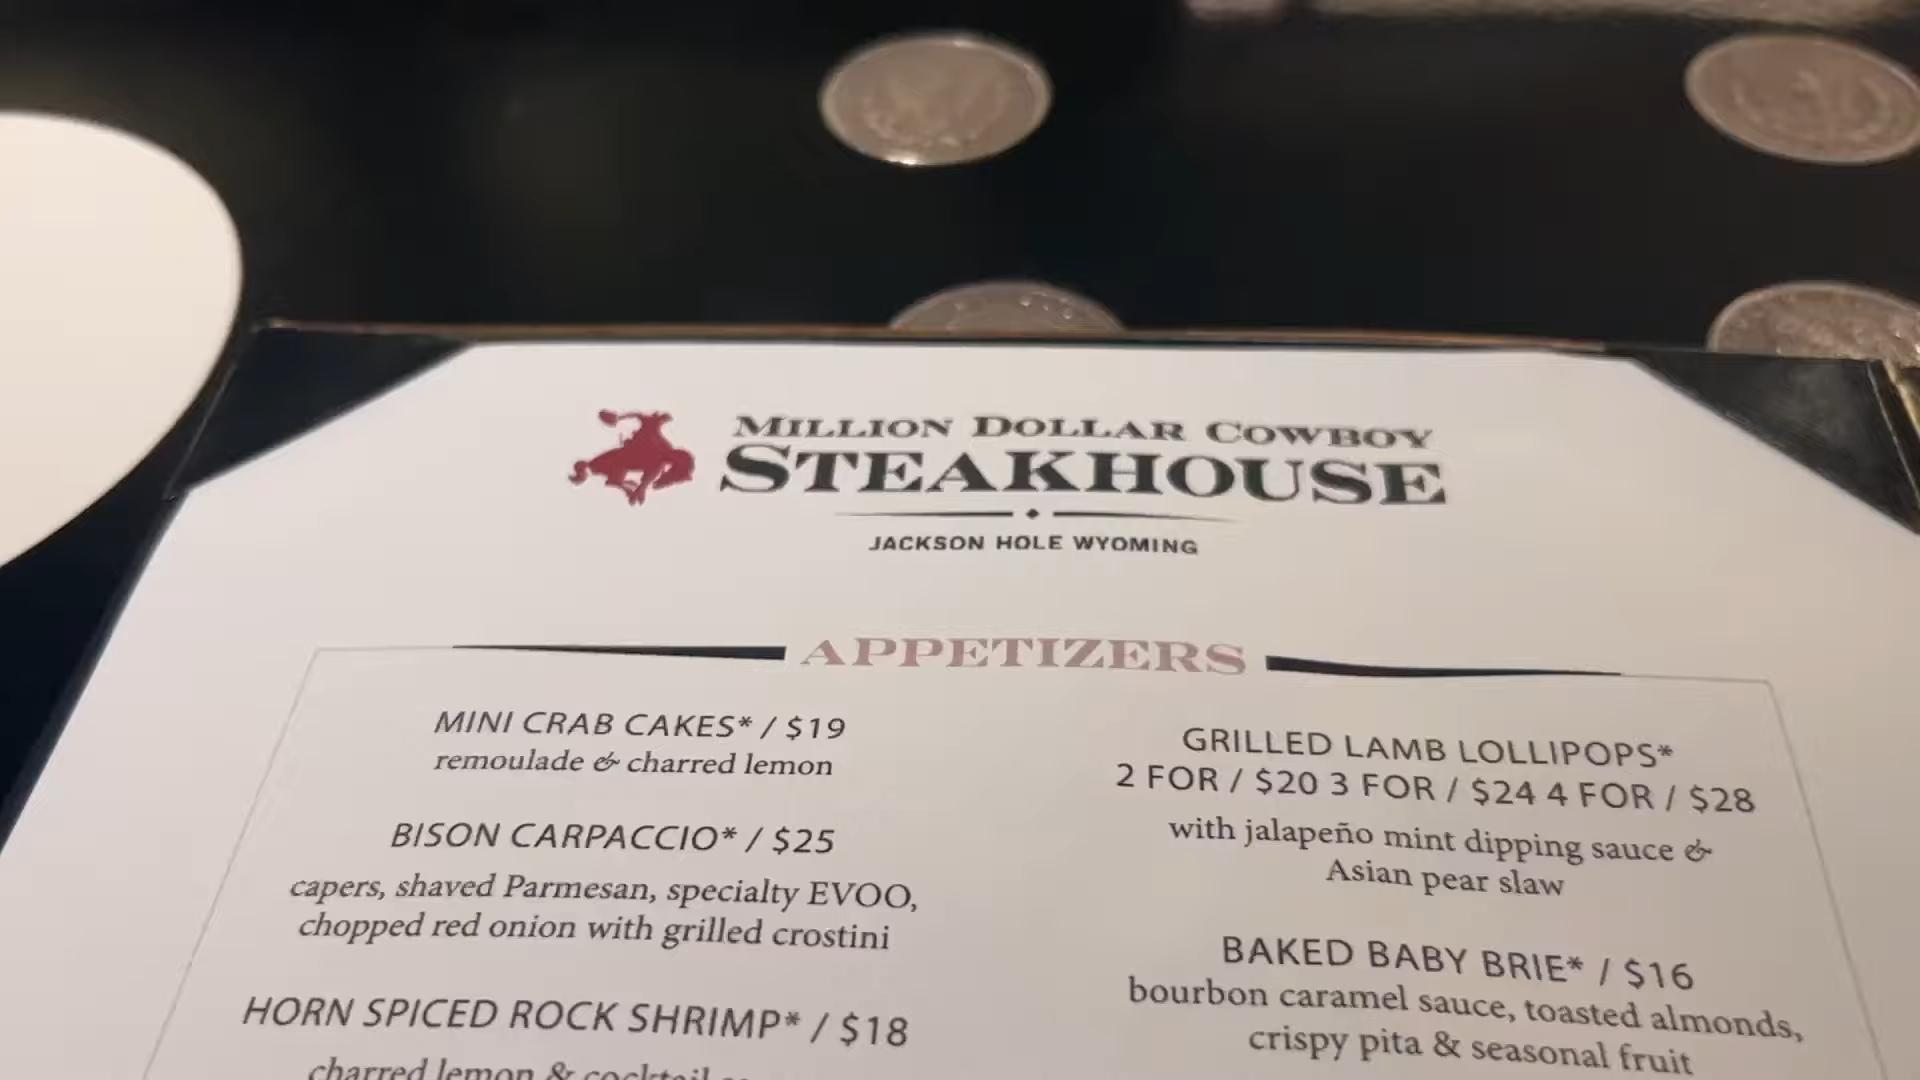 MILLION DOLLAR COWBOY
STEAKHOUSE
JACKSON HOLE WYOMING
APPETIZERS
MINI CRAB CAKES* / $19
remoulade & charred lemon
BISON CARPACCIO* / $25
capers, shaved Parmesan, specialty EVOO,
chopped red onion with grilled crostini
HORN SPICED ROCK SHRIMP* / $18
charred lemon & cocktail
GRILLED LAMB LOLLIPOPS*
2 FOR / $20 3 FOR / $24 4 FOR / $28
with jalapeño mint dipping sauce &
Asian pear slaw
BAKED BABY BRIE* / $16
bourbon caramel sauce, toasted almonds,
crispy pita & seasonal fruit